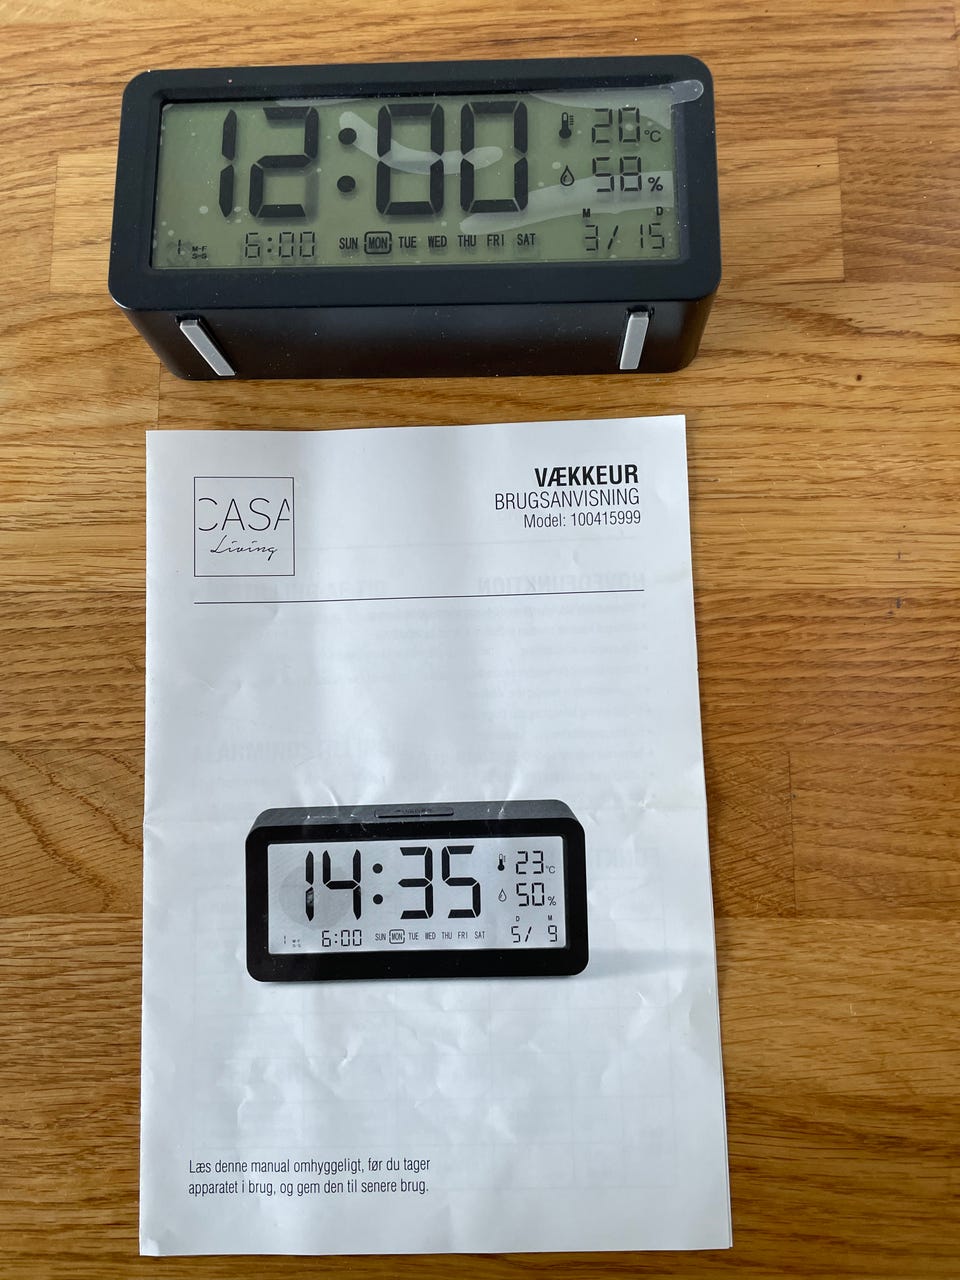 12:00
20°C
58%
M D
3/ 15
1 M-F S-S 6:00 SUN MON TUE WED THU FRI SAT
CASA
Living
VÆKKEUR
BRUGSANVISNING
Model: 100415999
14:35
23°C
50%
D M
5/ 9
1 6:00 SUN MON TUE WED THU FRI SAT
Læs denne manual omhyggeligt, før du tager
apparatet i brug, og gem den til senere brug.